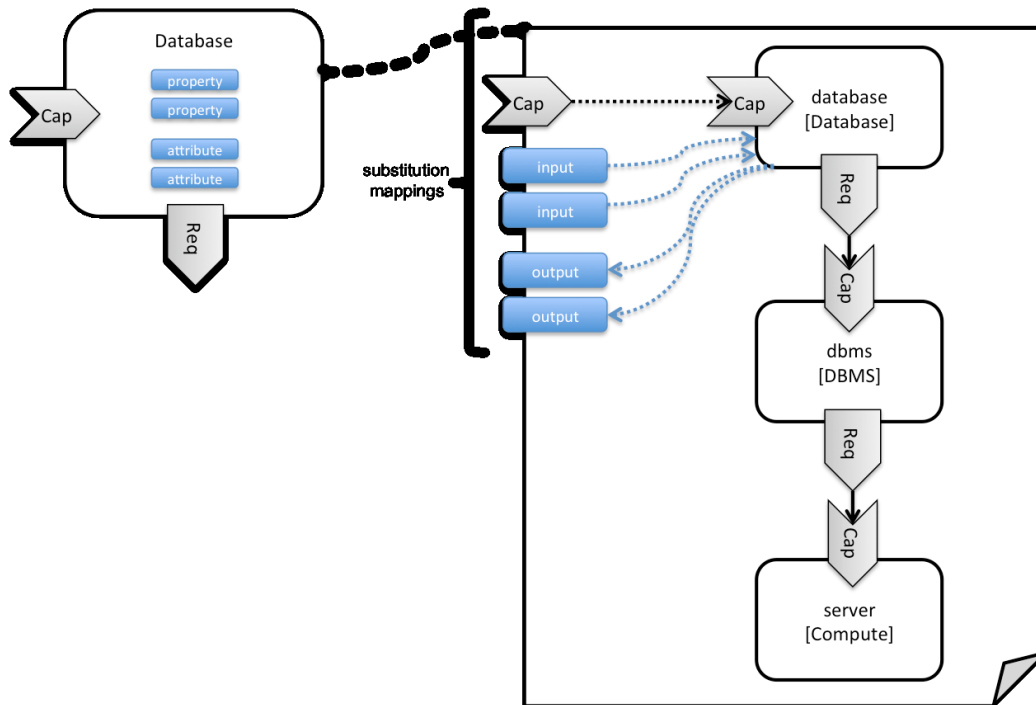 Database
property
property
attribute
attribute
Cap
Req
substitution
mappings
Cap
input
input
output
output
Cap
database
[Database]
Req
Cap
dbms
[DBMS]
Req
Cap
server
[Compute]